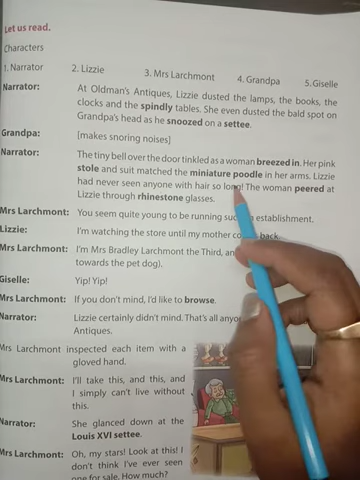 Let us read.
Characters
1. Narrator 2. Lizzie 3. Mrs Larchmont 4. Grandpa 5. Giselle
Narrator: At Oldman's Antiques, Lizzie dusted the lamps, the books, the
clocks and the spindly tables. She even dusted the bald spot on
Grandpa's head as he snoozed on a settee.
Grandpa: [makes snoring noises]
Narrator: The tiny bell over the door tinkled as a woman breezed in. Her pink
stole and suit matched the miniature poodle in her arms. Lizzie
had never seen anyone with hair so long! The woman peered at
Lizzie through rhinestone glasses.
Mrs Larchmont: You seem quite young to be running establishment.
Lizzie: I'm watching the store until my mother back.
Mrs Larchmont: I'm Mrs Bradley Larchmont the Third,
towards the pet dog).
Giselle: Yip! Yip!
Mrs Larchmont: If you don't mind, I'd like to browse.
Narrator: Lizzie certainly didn't mind. That's all
Antiques.
Mrs Larchmont inspected each item with a
gloved hand.
Mrs Larchmont: I'll take this, and this, and
I simply can't live without
this.
Narrator: She glanced down at the
Louis XVI settee.
Mrs Larchmont: Oh, my stars! Look at this! I
don't think I've ever seen
one for sale. How much?